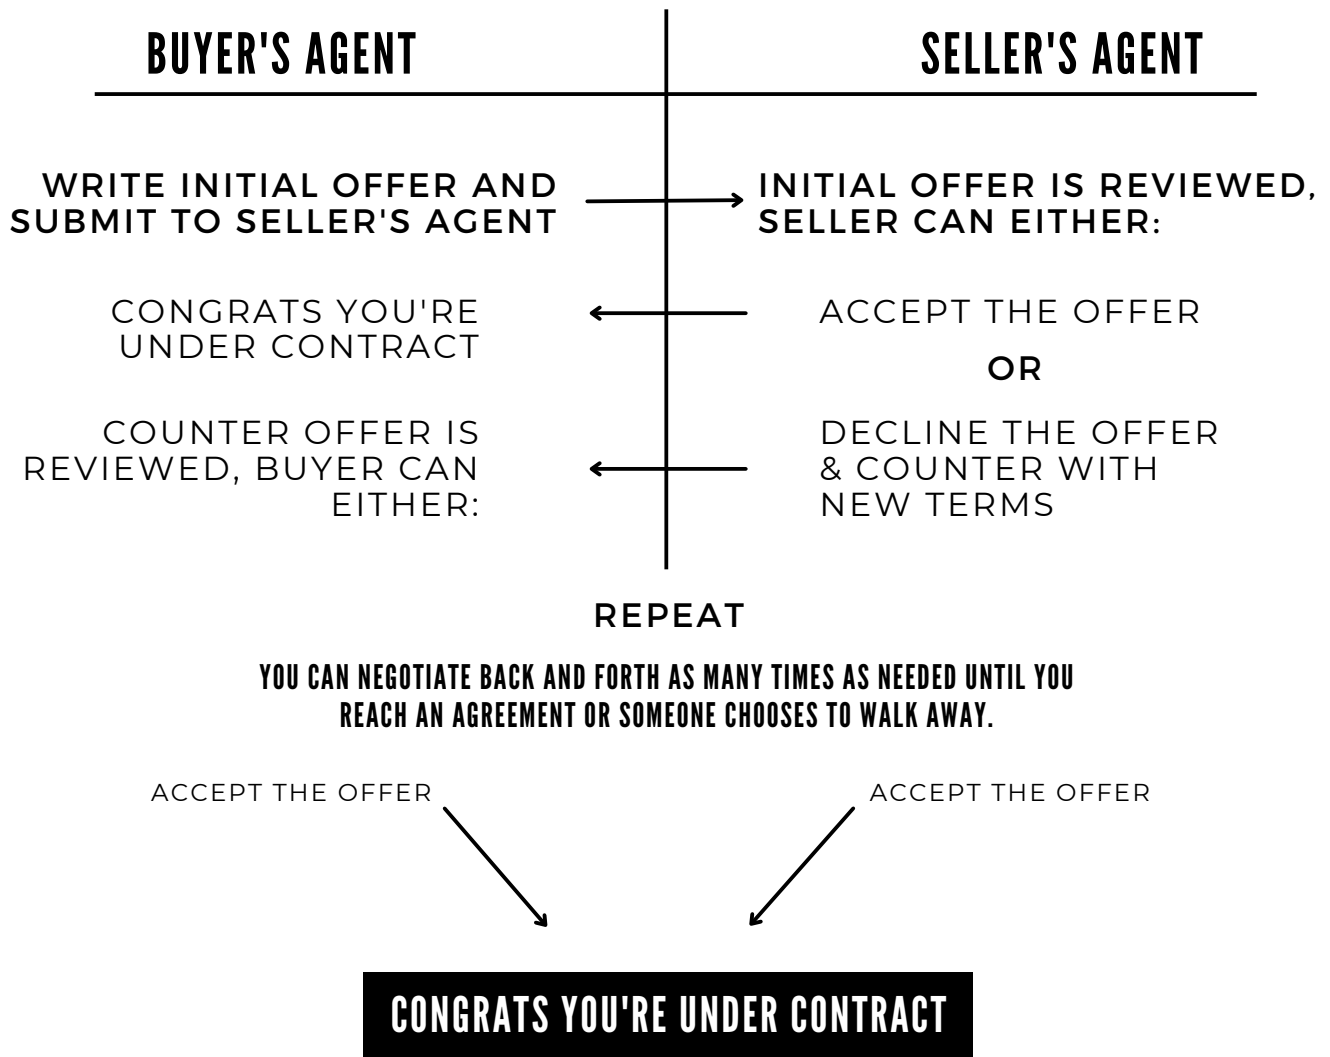 BUYER'S AGENT
SELLER'S AGENT
WRITE INITIAL OFFER AND
SUBMIT TO SELLER'S AGENT
INITIAL OFFER IS REVIEWED,
SELLER CAN EITHER:
CONGRATS YOU'RE
UNDER CONTRACT
ACCEPT THE OFFER
OR
COUNTER OFFER IS
REVIEWED, BUYER CAN
EITHER:
DECLINE THE OFFER
& COUNTER WITH
NEW TERMS
REPEAT
YOU CAN NEGOTIATE BACK AND FORTH AS MANY TIMES AS NEEDED UNTIL YOU
REACH AN AGREEMENT OR SOMEONE CHOOSES TO WALK AWAY.
ACCEPT THE OFFER
ACCEPT THE OFFER
CONGRATS YOU'RE UNDER CONTRACT